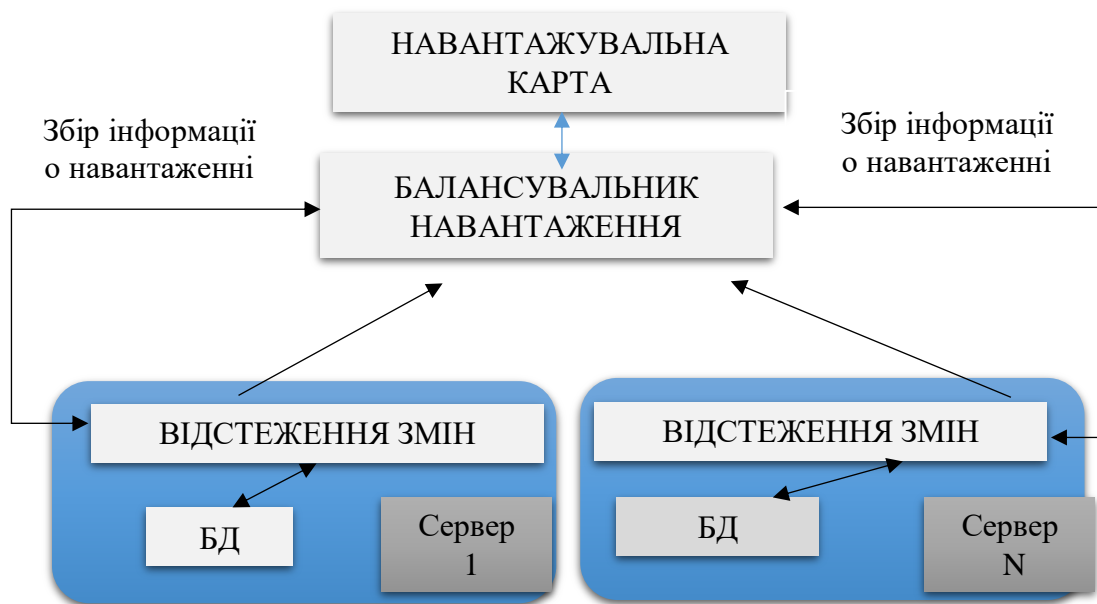 НАВАНТАЖУВАЛЬНА
КАРТА
Збір інформації
о навантаженні
Збір інформації
о навантаженні
БАЛАНСУВАЛЬНИК
НАВАНТАЖЕННЯ
ВІДСТЕЖЕННЯ ЗМІН
ВІДСТЕЖЕННЯ ЗМІН
БД
Сервер
1
БД
Сервер
N